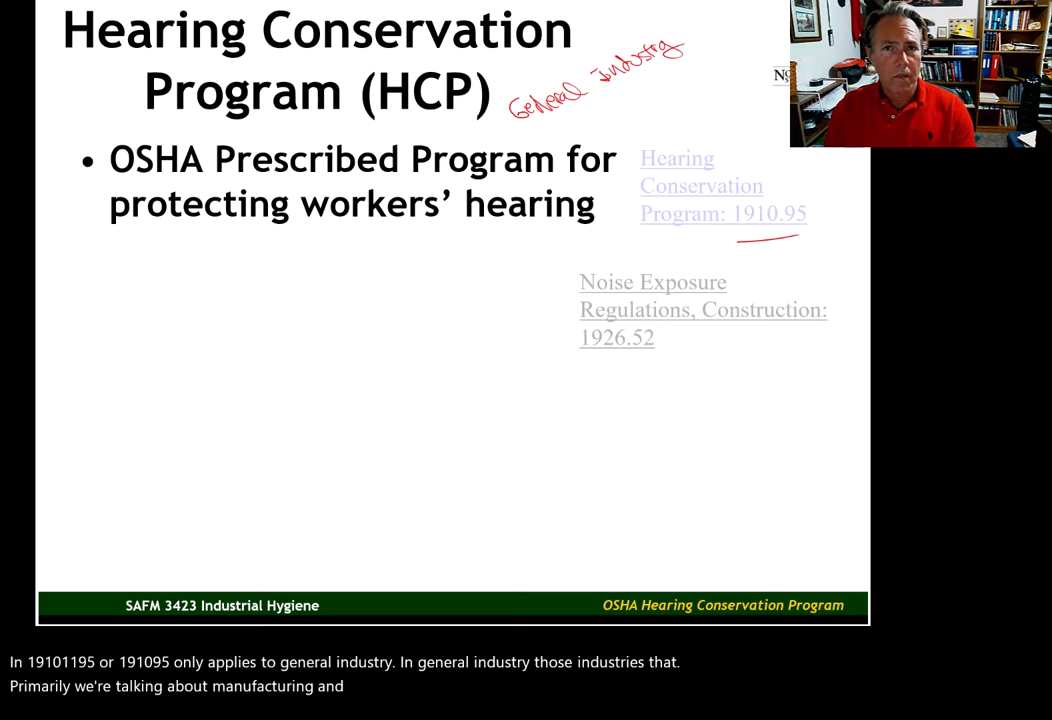 Hearing Conservation
Program (HCP)
General Industry
• OSHA Prescribed Program for
protecting workers’ hearing
Hearing
Conservation
Program: 1910.95
Noise Exposure
Regulations, Construction:
1926.52
SAFM 3423 Industrial Hygiene
OSHA Hearing Conservation Program
In 19101195 or 191095 only applies to general industry. In general industry those industries that.
Primarily we're talking about manufacturing and